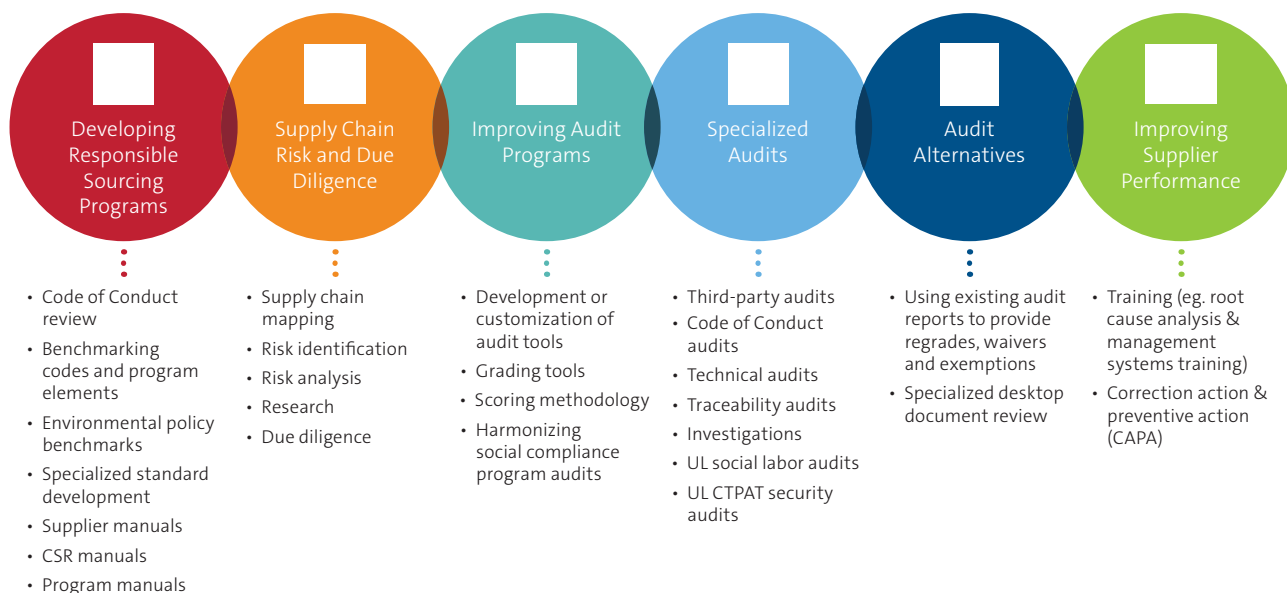 Developing
Responsible
Sourcing
Programs
Supply Chain
Risk and Due
Diligence
Improving Audit
Programs
Specialized
Audits
Audit
Alternatives
Improving
Supplier
Performance
• Code of Conduct
review
• Benchmarking
codes and program
elements
• Environmental policy
benchmarks
• Specialized standard
development
• Supplier manuals
• CSR manuals
• Program manuals
• Supply chain
mapping
• Risk identification
• Risk analysis
• Research
• Due diligence
• Development or
customization of
audit tools
• Grading tools
• Scoring methodology
• Harmonizing
social compliance
program audits
• Third-party audits
• Code of Conduct
audits
• Technical audits
• Traceability audits
• Investigations
• UL social labor audits
• UL CTPAT security
audits
• Using existing audit
reports to provide
regrades, waivers
and exemptions
• Specialized desktop
document review
• Training (eg. root
cause analysis &
management
systems training)
• Correction action &
preventive action
(CAPA)